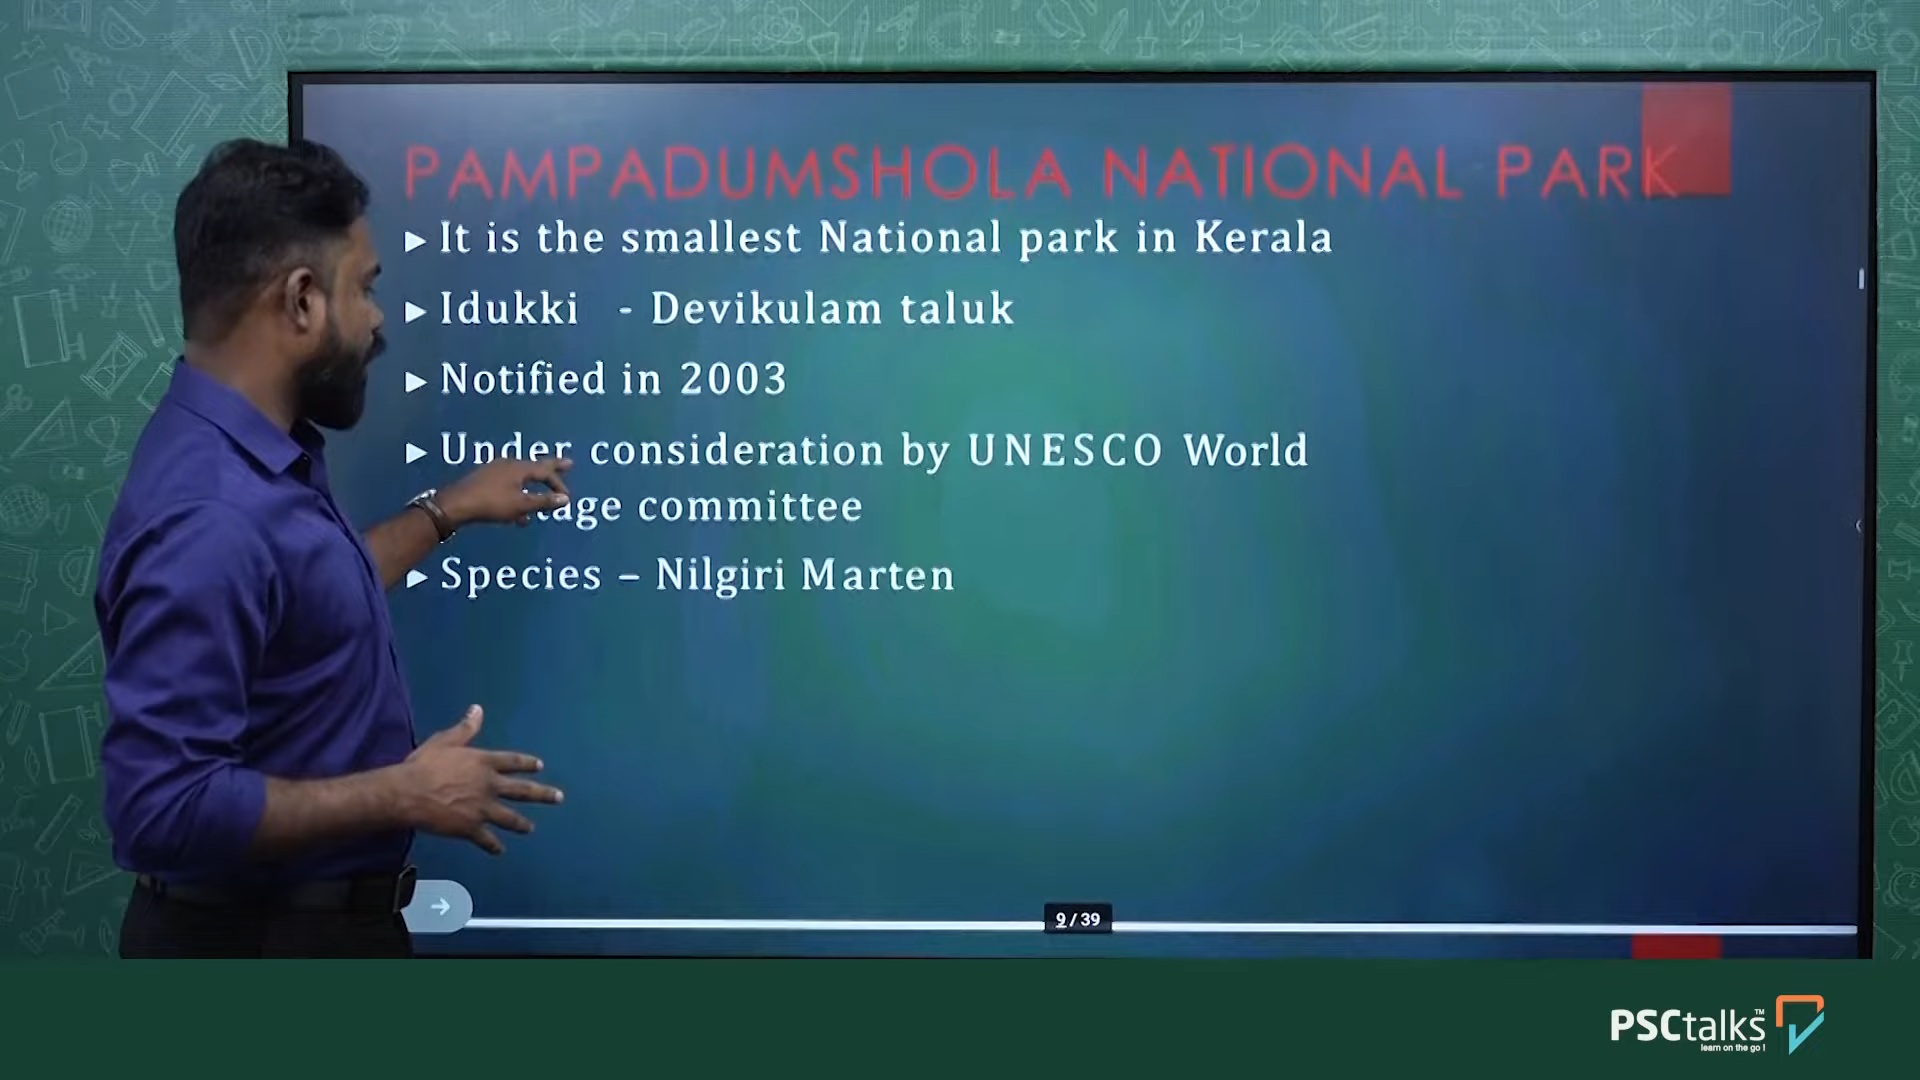 PAMPADUMSHOLA NATIONAL PARK
▸ It is the smallest National park in Kerala
▸ Idukki - Devikulam taluk
▸ Notified in 2003
▸ Under consideration by UNESCO World
committee
▸ Species – Nilgiri Marten
9 / 39
PSCtalks™
learn on the go !